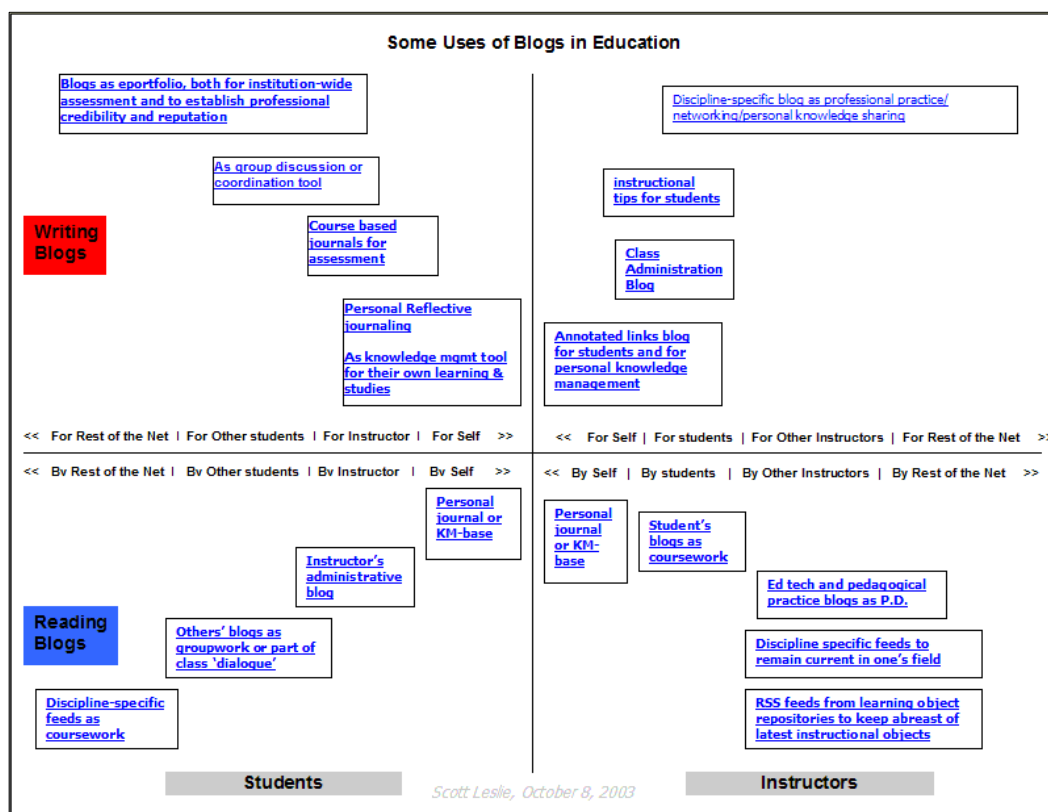 Some Uses of Blogs in Education
Blogs as eportfolio, both for institution-wide
assessment and to establish professional
credibility and reputation
Discipline-specific blog as professional practice/
networking/personal knowledge sharing
As group discussion or
coordination tool
instructional
tips for students
Writing
Blogs
Course based
journals for
assessment
Class
Administration
Blog
Personal Reflective
journaling
As knowledge mgmt tool
for their own learning &
studies
Annotated links blog
for students and for
personal knowledge
management
<< For Rest of the Net | For Other students | For Instructor | For Self >>
<< For Self | For students | For Other Instructors | For Rest of the Net >>
<< By Rest of the Net | By Other students | By Instructor | By Self >>
<< By Self | By students | By Other Instructors | By Rest of the Net >>
Personal
journal or
KM-base
Personal
journal
or KM-
base
Student's
blogs as
coursework
Instructor's
administrative
blog
Ed tech and pedagogical
practice blogs as P.D.
Reading
Blogs
Others' blogs as
groupwork or part of
class 'dialogue'
Discipline specific feeds to
remain current in one's field
Discipline-specific
feeds as
coursework
RSS feeds from learning object
repositories to keep abreast of
latest instructional objects
Students
Scott Leslie, October 8, 2003
Instructors